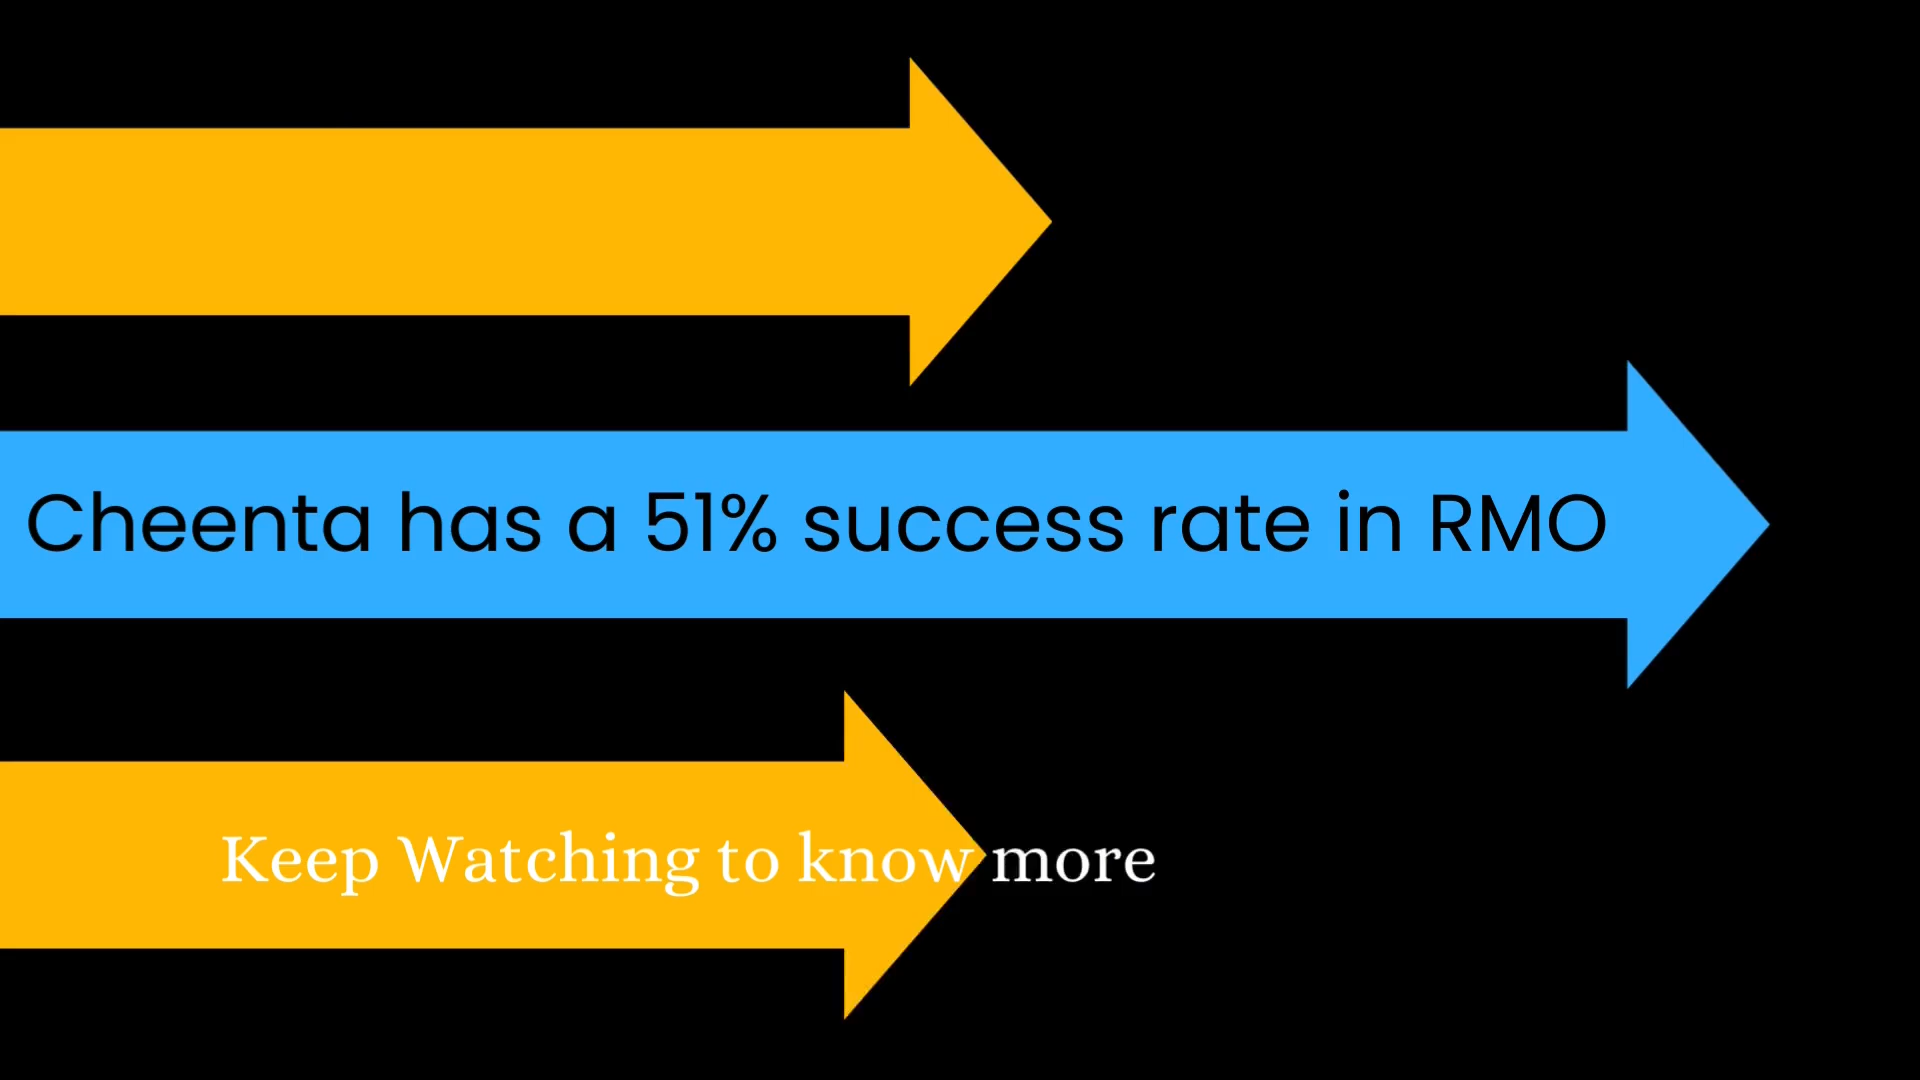 Cheenta has a 51% success rate in RMO
Keep Watching to know more